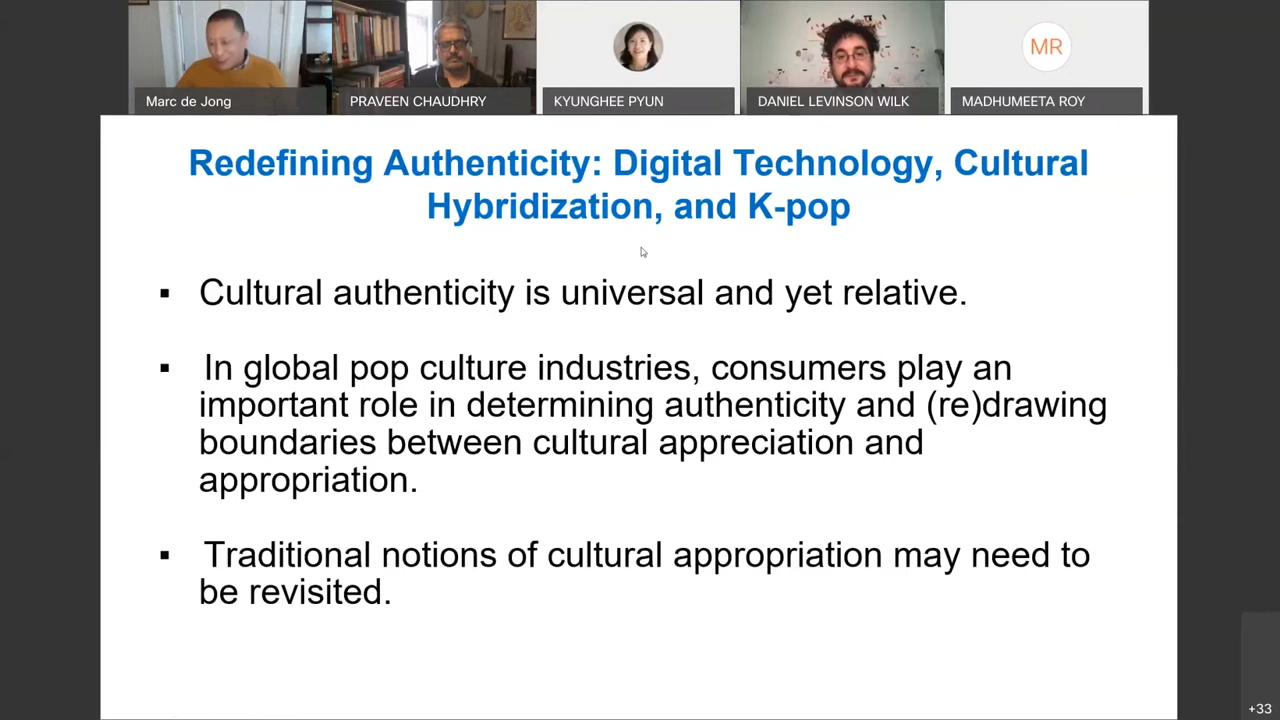 MR
Marc de Jong
PRAVEEN CHAUDHRY
KYUNGHEE PYUN
DANIEL LEVINSON WILK
MADHUMEETA ROY
Redefining Authenticity: Digital Technology, Cultural
Hybridization, and K-pop
▪ Cultural authenticity is universal and yet relative.
▪ In global pop culture industries, consumers play an
important role in determining authenticity and (re)drawing
boundaries between cultural appreciation and
appropriation.
▪ Traditional notions of cultural appropriation may need to
be revisited.
+33